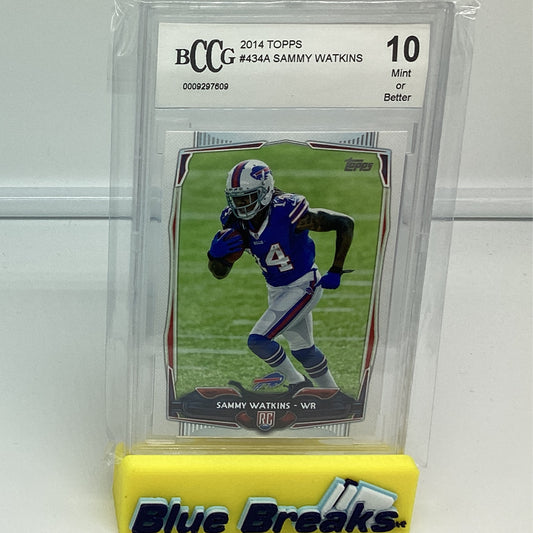 BCCG
2014 TOPPS
#434A SAMMY WATKINS
0009297609
10
Mint
or
Better
TOPPS
14
SAMMY WATKINS - WR
RC
Blue Breaks